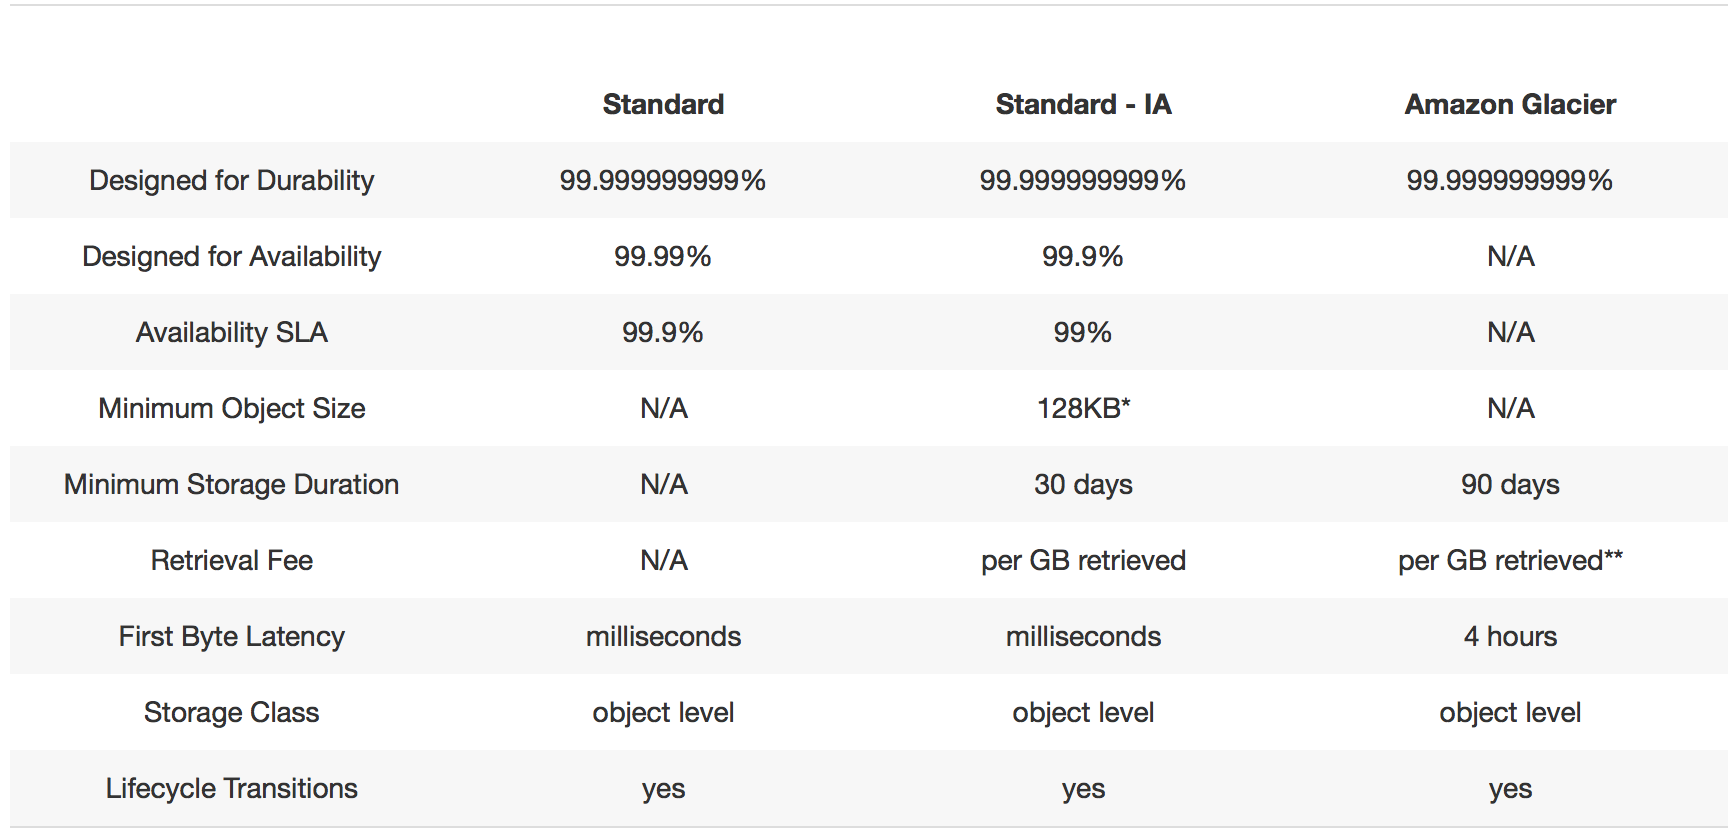 Standard Standard - IA Amazon Glacier
Designed for Durability 99.999999999% 99.999999999% 99.999999999%
Designed for Availability 99.99% 99.9% N/A
Availability SLA 99.9% 99% N/A
Minimum Object Size N/A 128KB* N/A
Minimum Storage Duration N/A 30 days 90 days
Retrieval Fee N/A per GB retrieved per GB retrieved**
First Byte Latency milliseconds milliseconds 4 hours
Storage Class object level object level object level
Lifecycle Transitions yes yes yes